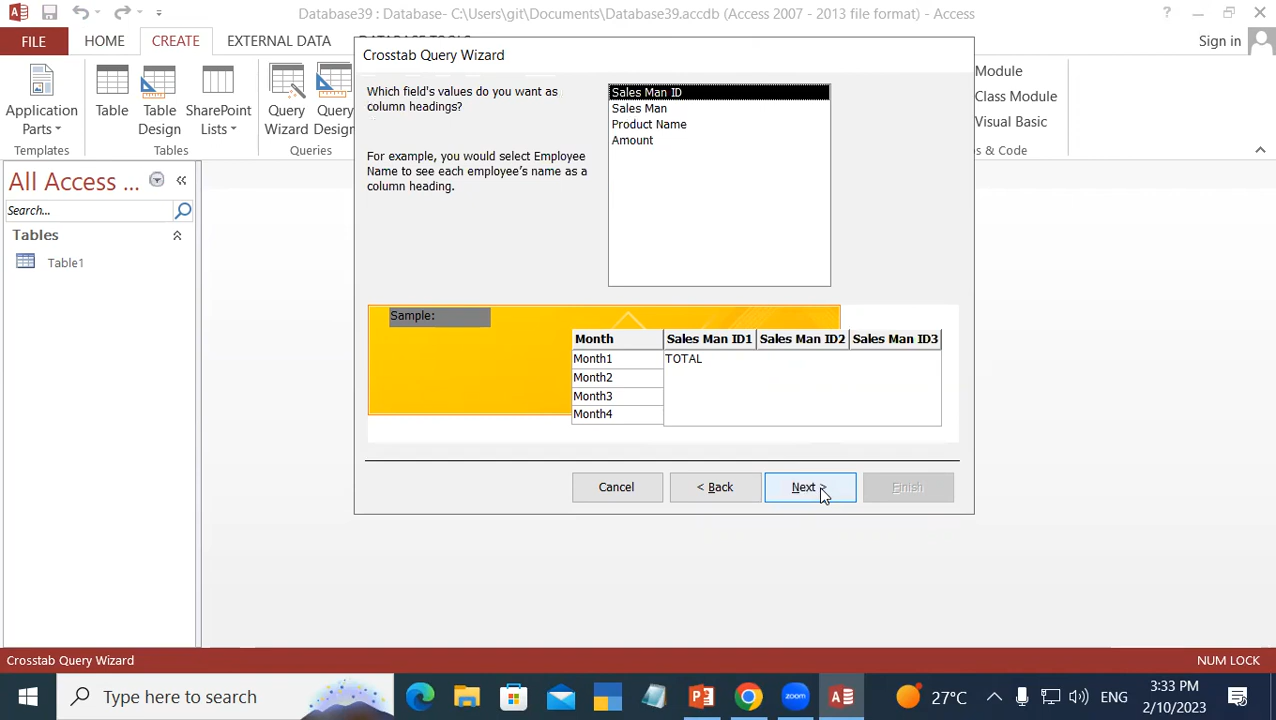 Database39 : Database- C:\Users\git\Documents\Database39.accdb (Access 2007 - 2013 file format) - Access
?
FILE HOME CREATE EXTERNAL DATA
Sign in
Crosstab Query Wizard
Application Parts
Table
Table Design
SharePoint Lists
Query Wizard
Query Design
Module
Class Module
Visual Basic
Templates
Tables
Queries
s & Code
All Access ...
Search...
Tables
Table1
Which field's values do you want as
column headings?
For example, you would select Employee
Name to see each employee's name as a
column heading.
Sales Man ID
Sales Man
Product Name
Amount
Sample:
Month Sales Man ID1 Sales Man ID2 Sales Man ID3
Month1 TOTAL
Month2
Month3
Month4
Cancel
< Back
Next >
Finish
Crosstab Query Wizard
NUM LOCK
Type here to search
zoom
27°C
ENG
3:33 PM
2/10/2023